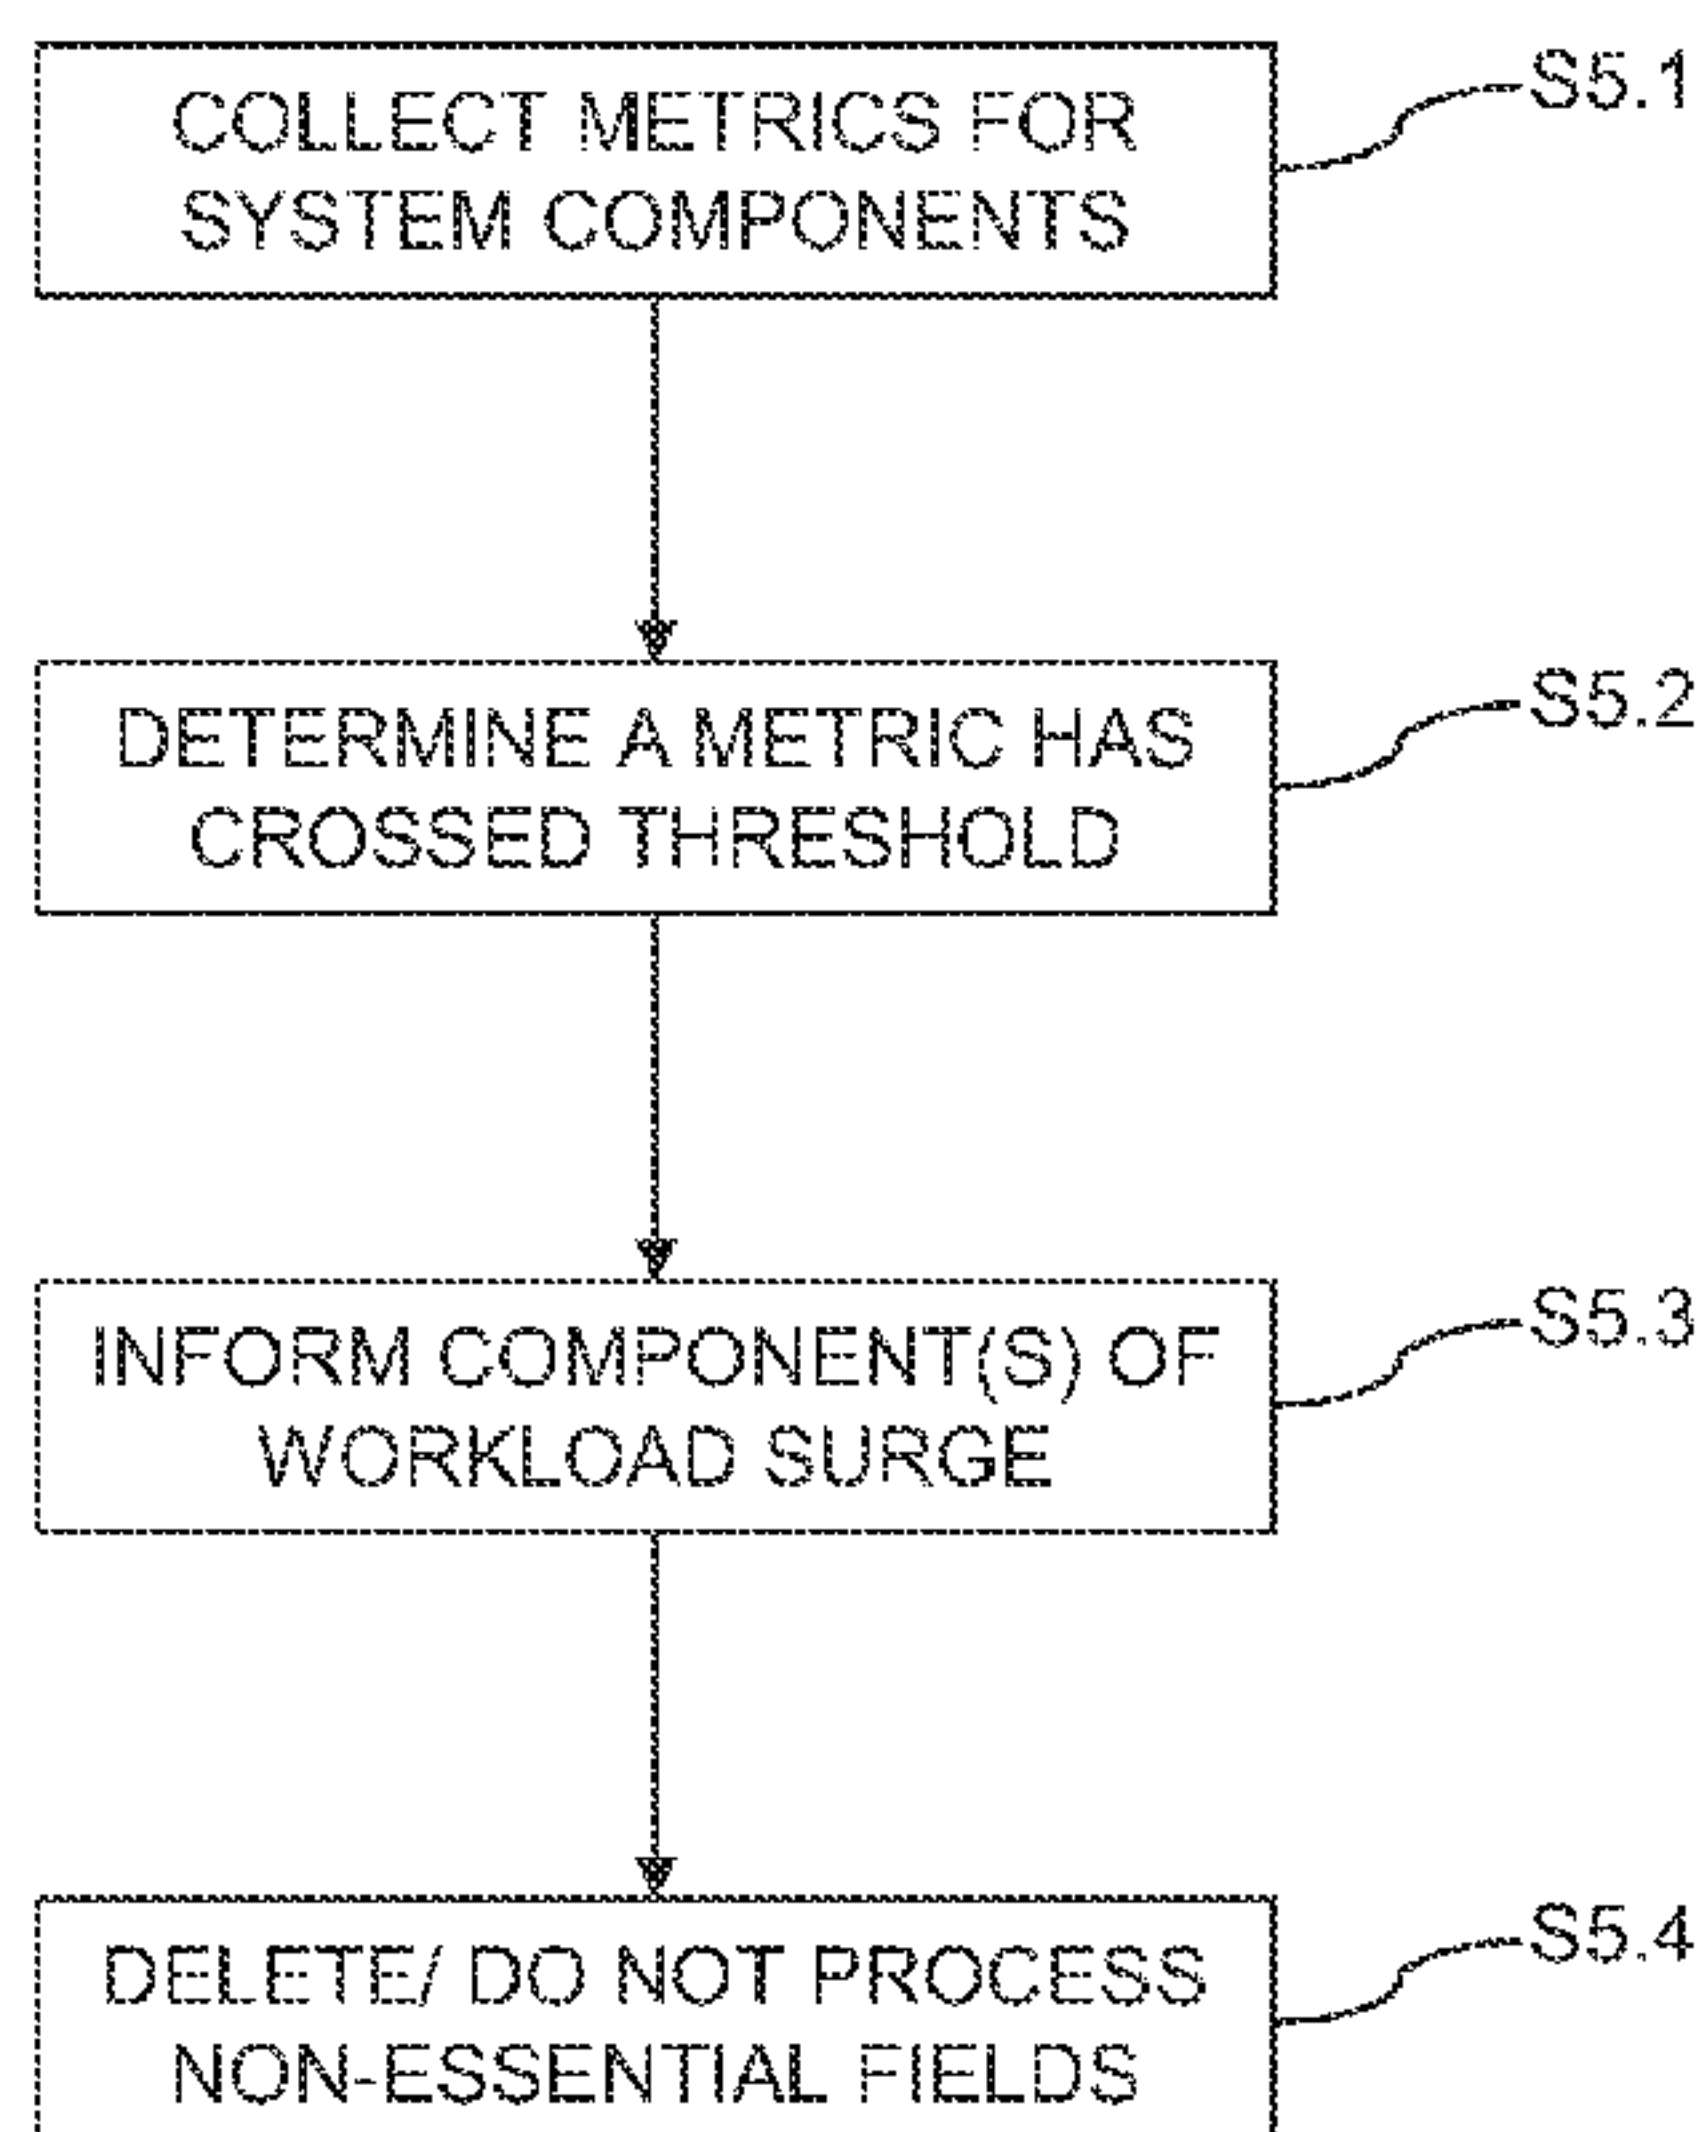 COLLECT METRICS FOR
SYSTEM COMPONENTS
S5.1
DETERMINE A METRIC HAS
CROSSED THRESHOLD
S5.2
INFORM COMPONENT(S) OF
WORKLOAD SURGE
S5.3
DELETE/ DO NOT PROCESS
NON-ESSENTIAL FIELDS
S5.4